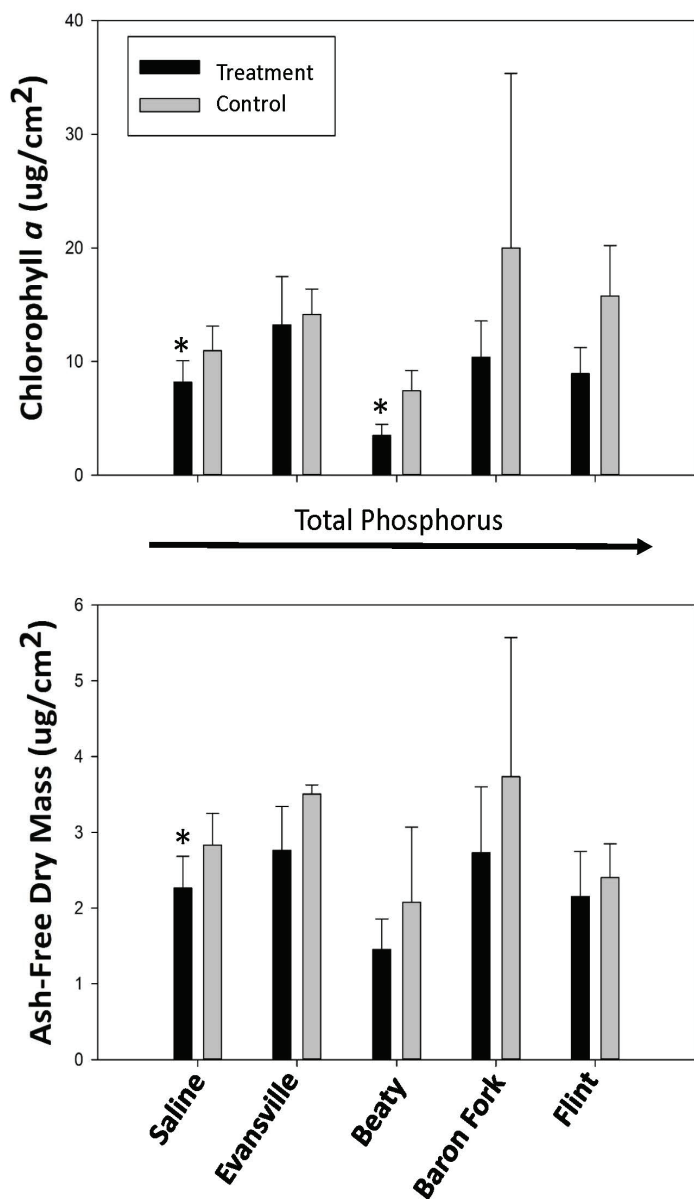 40
30
20
10
0
Chlorophyll a (ug/cm²)
Treatment
Control
*
*
Total Phosphorus
6
5
4
3
2
1
0
Ash-Free Dry Mass (ug/cm²)
*
Saline
Evansville
Beaty
Baron Fork
Flint